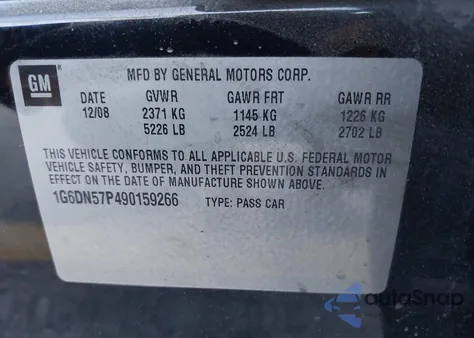 GM ®
MFD BY GENERAL MOTORS CORP.
DATE GVWR GAWR FRT GAWR RR
12/08 2371 KG 1145 KG 1226 KG
5226 LB 2524 LB 2702 LB
THIS VEHICLE CONFORMS TO ALL APPLICABLE U.S. FEDERAL MOTOR
VEHICLE SAFETY, BUMPER, AND THEFT PREVENTION STANDARDS
IN EFFECT ON THE DATE OF MANUFACTURE SHOWN ABOVE.
1G6DN57P490159266 TYPE: PASS CAR
autoSnap